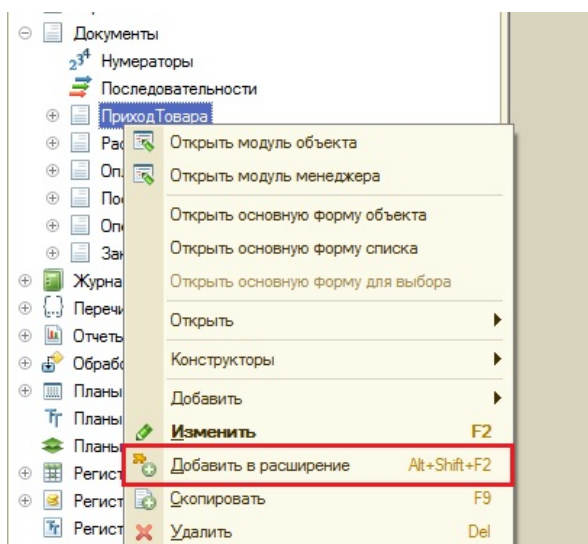 Документы
Нумераторы
Последовательности
ПриходТовара
Открыть модуль объекта
Открыть модуль менеджера
Открыть основную форму объекта
Открыть основную форму списка
Открыть основную форму для выбора
Открыть
Конструкторы
Добавить
Изменить F2
Планы
Добавить в расширение Alt+Shift+F2
Скопировать F9
Удалить Del